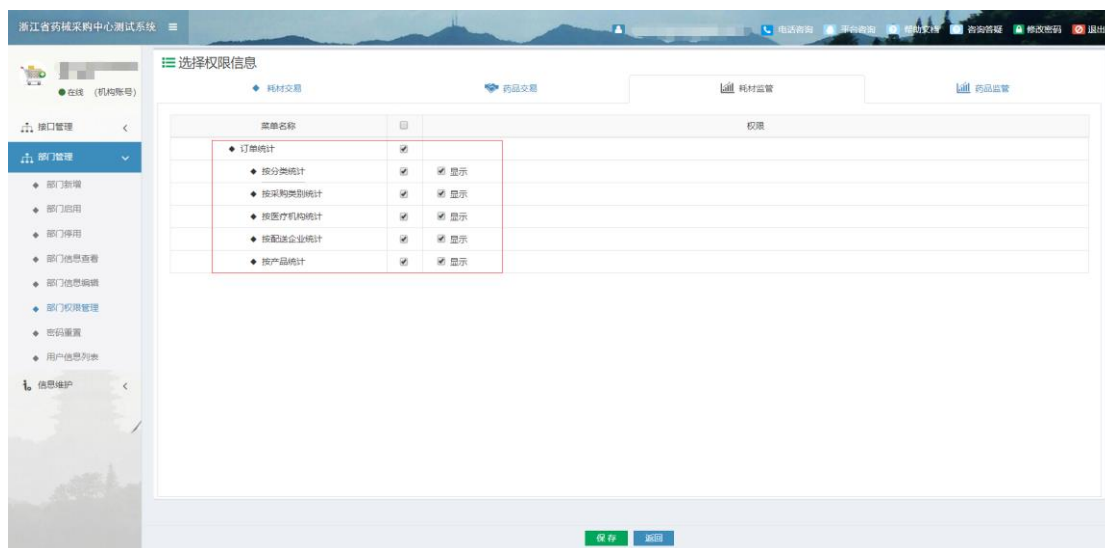 浙江省药械采购中心测试系统
电话咨询 平台咨询 帮助文档 咨询答疑 修改密码 退出
在线 (机构账号)
选择权限信息
耗材交易 药品交易 耗材监管 药品监管
接口管理
部门管理
部门新增
部门启用
部门停用
部门信息查看
部门信息编辑
部门权限管理
密码重置
用户信息列表
信息维护
菜单名称 权限
订单统计
按分类统计 显示
按采购类别统计 显示
按医疗机构统计 显示
按配送企业统计 显示
按产品统计 显示
保存 返回